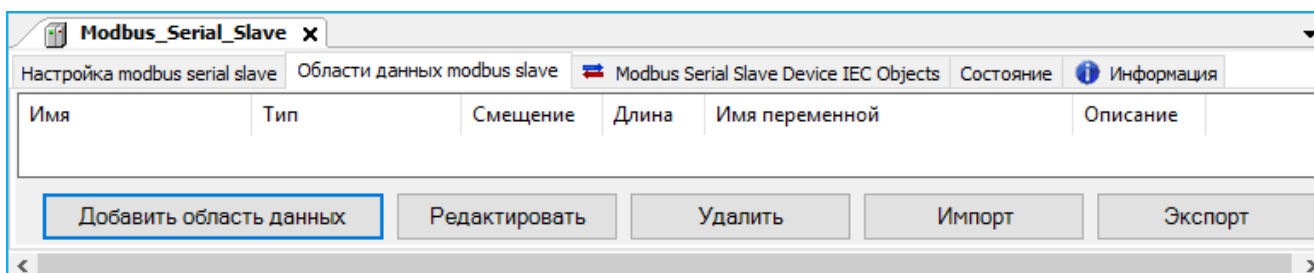 Modbus_Serial_Slave X
Настройка modbus serial slave Области данных modbus slave Modbus Serial Slave Device IEC Objects Состояние Информация
Имя Тип Смещение Длина Имя переменной Описание
Добавить область данных Редактировать Удалить Импорт Экспорт